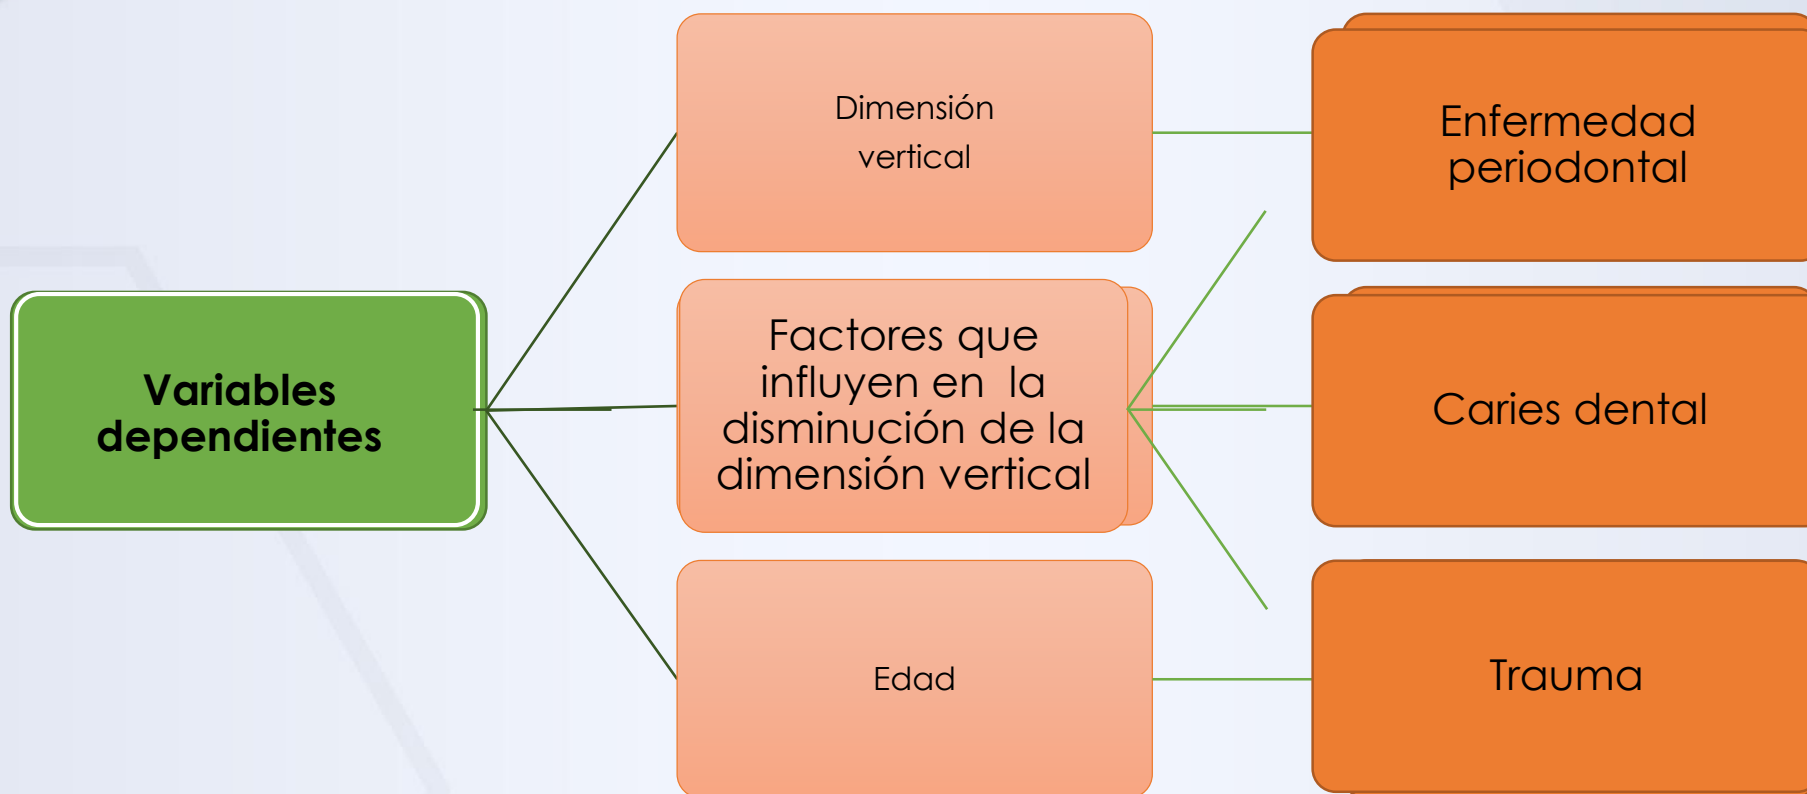 Variables
dependientes
Dimensión
vertical
Factores que
influyen en  la
disminución de la
dimensión vertical
Edad
Enfermedad
periodontal
Caries dental
Trauma